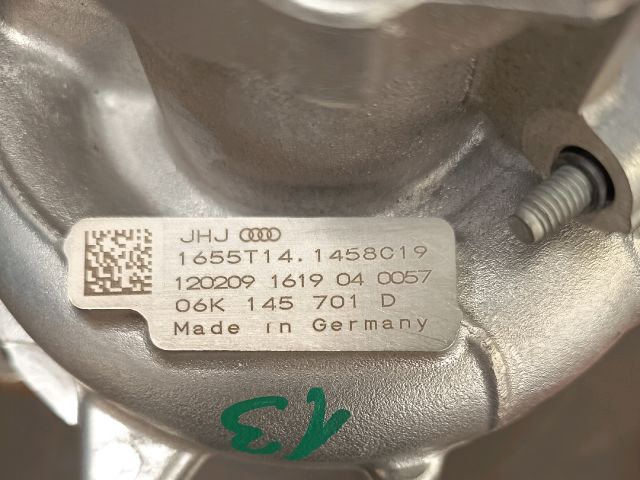 JHJ
1655T14.1458C19
120209 1619 04 0057
06K 145 701 D
Made in Germany
13